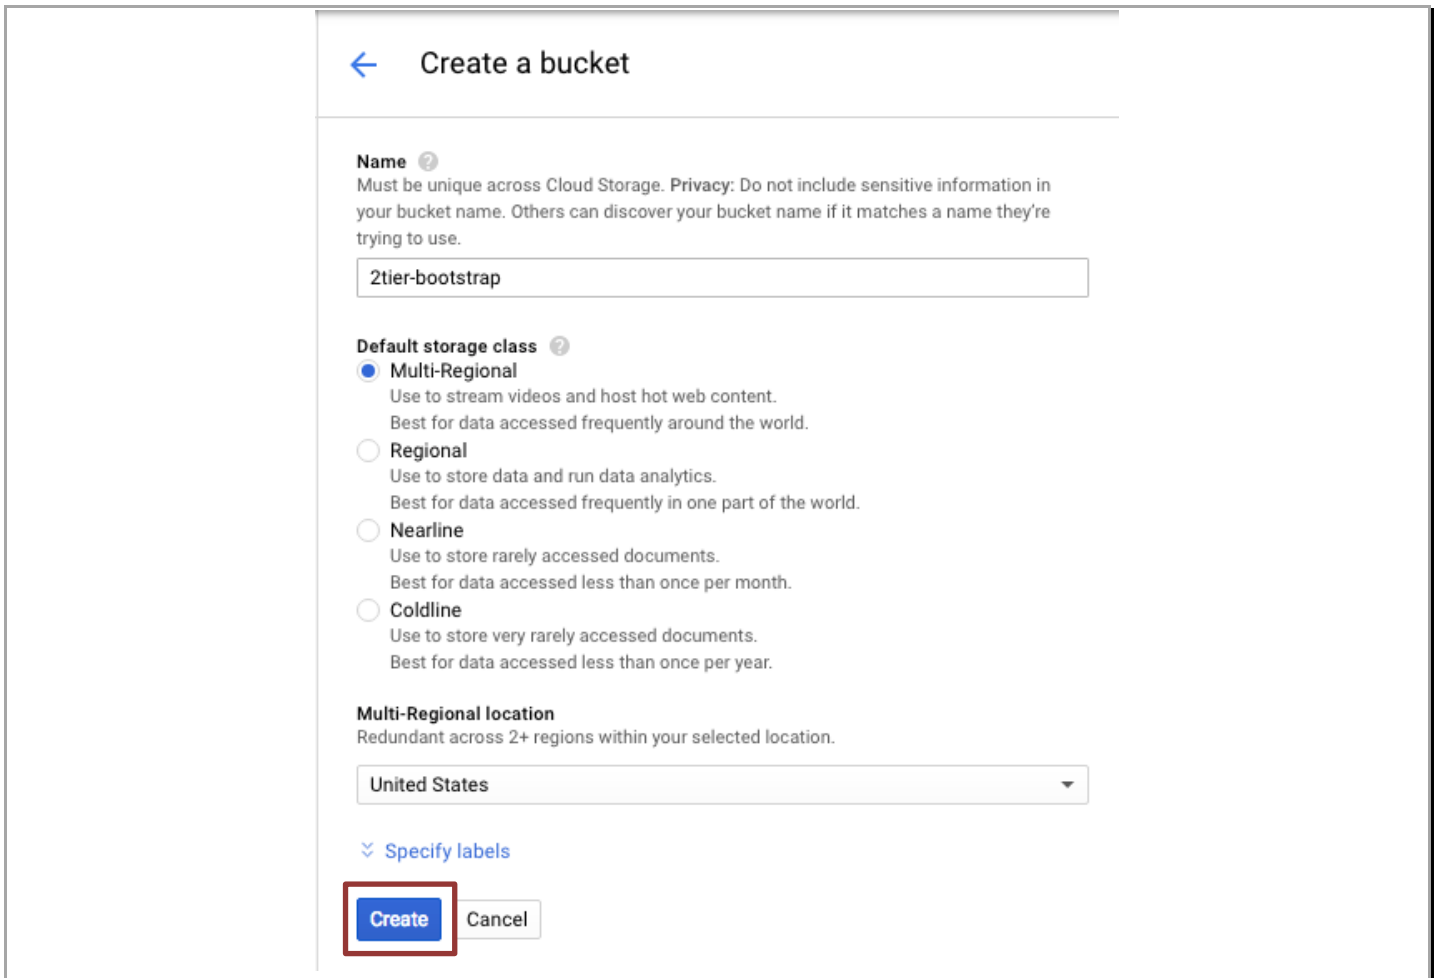 Create a bucket
Name
Must be unique across Cloud Storage. Privacy: Do not include sensitive information in
your bucket name. Others can discover your bucket name if it matches a name they're
trying to use.
2tier-bootstrap
Default storage class
Multi-Regional
Use to stream videos and host hot web content.
Best for data accessed frequently around the world.
Regional
Use to store data and run data analytics.
Best for data accessed frequently in one part of the world.
Nearline
Use to store rarely accessed documents.
Best for data accessed less than once per month.
Coldline
Use to store very rarely accessed documents.
Best for data accessed less than once per year.
Multi-Regional location
Redundant across 2+ regions within your selected location.
United States
Specify labels
Create Cancel